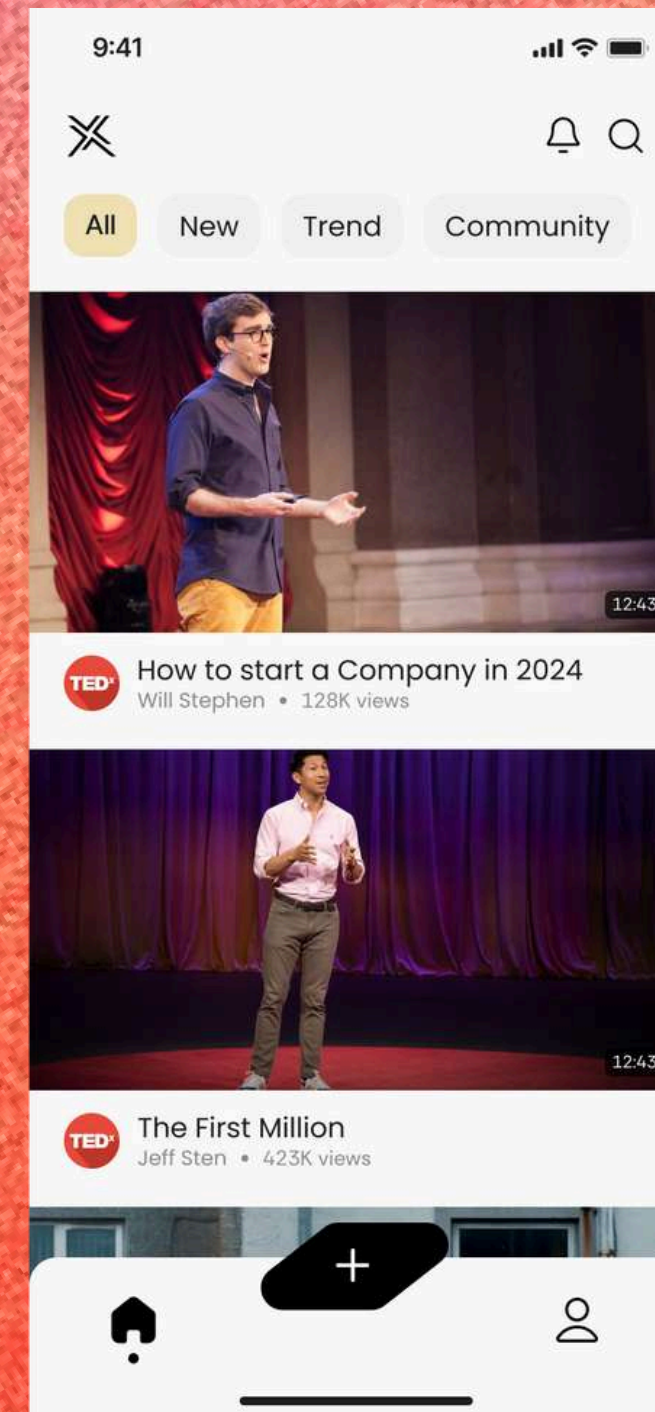 9:41
All New Trend Community
12:43
TEDx How to start a Company in 2024
Will Stephen • 128K views
12:43
TEDx The First Million
Jeff Sten • 423K views